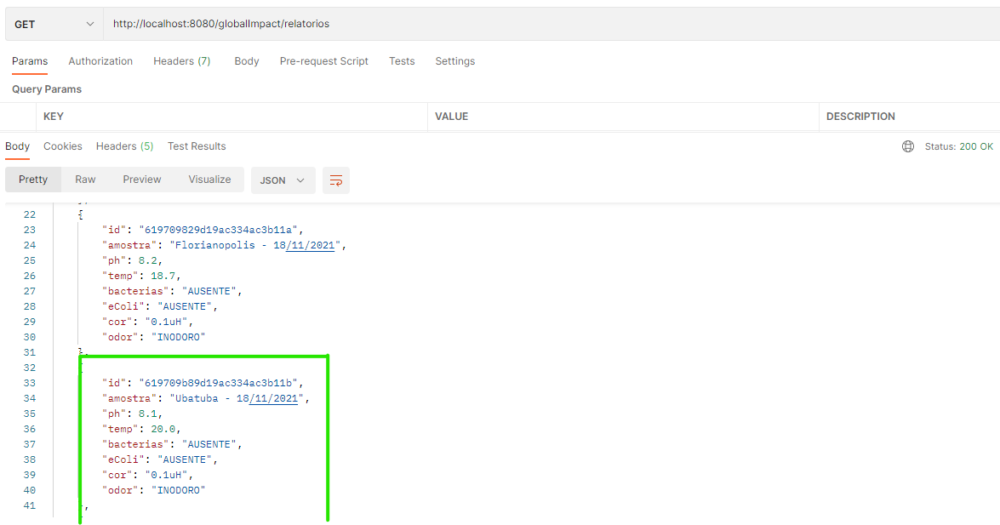 GET http://localhost:8080/globalImpact/relatorios
Params Authorization Headers (7) Body Pre-request Script Tests Settings
Query Params
KEY VALUE DESCRIPTION
Body Cookies Headers (5) Test Results Status: 200 OK
Pretty Raw Preview Visualize JSON
22 {
23 "id": "619709829d19ac334ac3b11a",
24 "amostra": "Florianopolis - 18/11/2021",
25 "ph": 8.2,
26 "temp": 18.7,
27 "bacterias": "AUSENTE",
28 "eColi": "AUSENTE",
29 "cor": "0.1uH",
30 "odor": "INODORO"
31 },
32
33 "id": "619709b89d19ac334ac3b11b",
34 "amostra": "Ubatuba - 18/11/2021",
35 "ph": 8.1,
36 "temp": 20.0,
37 "bacterias": "AUSENTE",
38 "eColi": "AUSENTE",
39 "cor": "0.1uH",
40 "odor": "INODORO"
41 ,